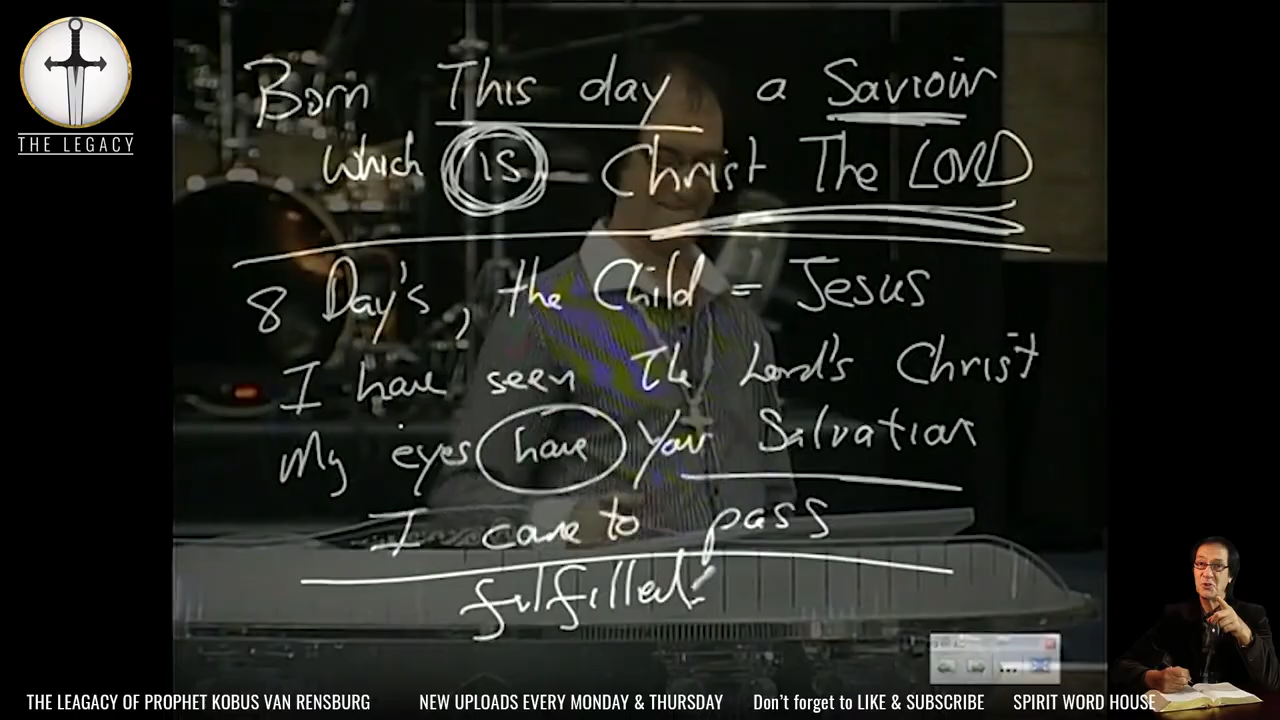 THE LEGACY
Born This day a Saviour
which IS Christ The LORD
8 Day's, the Child = Jesus
I have seen The Lord's Christ
My eyes have Your Salvation
I came to pass
fulfilled:
THE LEAGACY OF PROPHET KOBUS VAN RENSBURG NEW UPLOADS EVERY MONDAY & THURSDAY Don't forget to LIKE & SUBSCRIBE SPIRIT WORD HOUSE